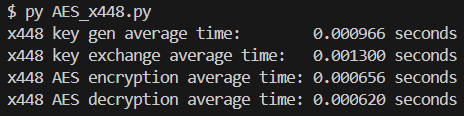 $ py AES_x448.py
x448 key gen average time:        0.000966 seconds
x448 key exchange average time:   0.001300 seconds
x448 AES encryption average time: 0.000656 seconds
x448 AES decryption average time: 0.000620 seconds